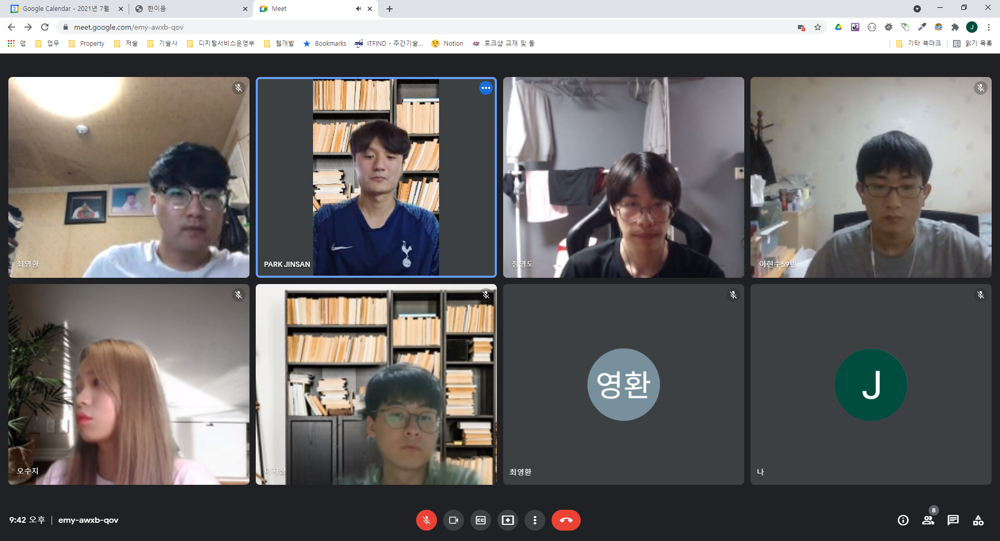 Google Calendar - 2021년 7월
한이음
Meet
meet.google.com/emy-awxb-qov
J
앱
업무
Property
저술
기술사
디지털서비스운영부
웹개발
Bookmarks
ITFIND - 주간기술...
Notion
토크샵 교재 및 툴
기타 북마크
읽기 목록
최영환
PARK JINSAN
정영도
이현수59번
오수지
이지상
영환
최영환
J
나
9:42 오후
emy-awxb-qov
CC
8